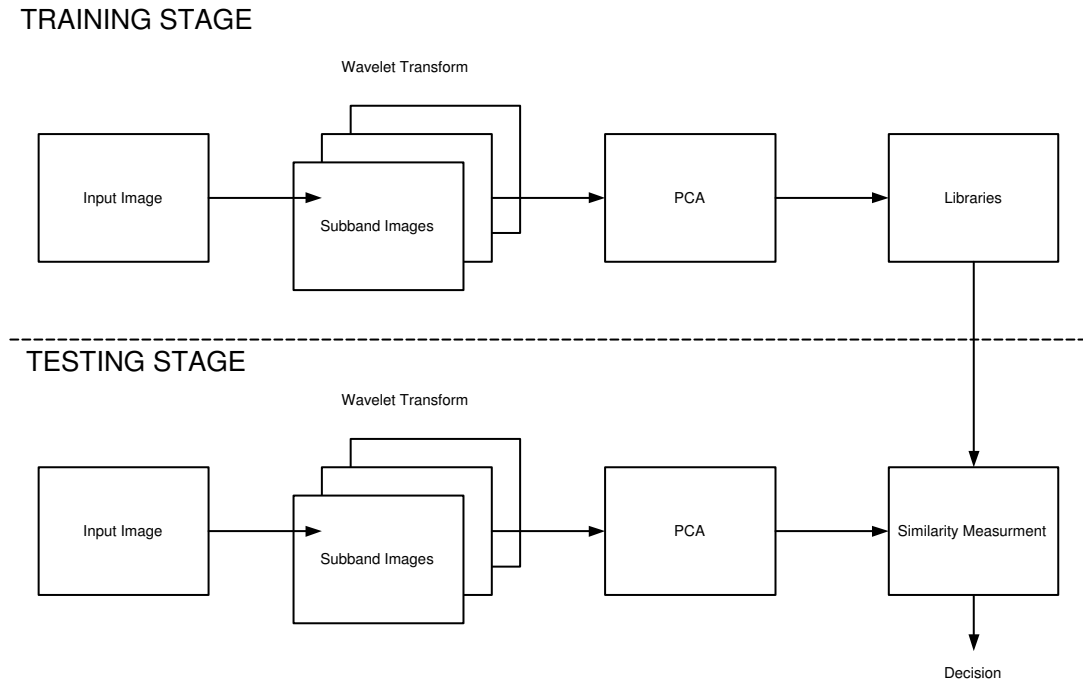 TRAINING STAGE
Wavelet Transform
Input Image
Subband Images
PCA
Libraries
TESTING STAGE
Wavelet Transform
Input Image
Subband Images
PCA
Similarity Measurment
Decision